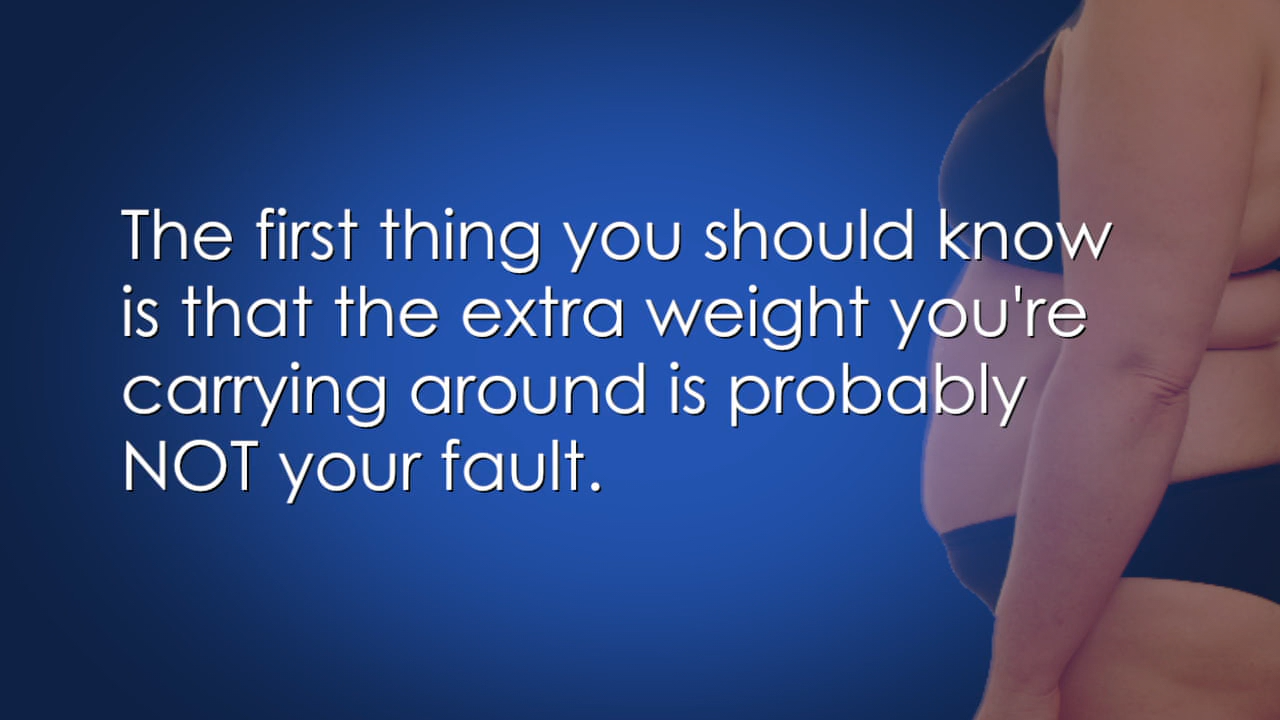 The first thing you should know
is that the extra weight you're
carrying around is probably
NOT your fault.